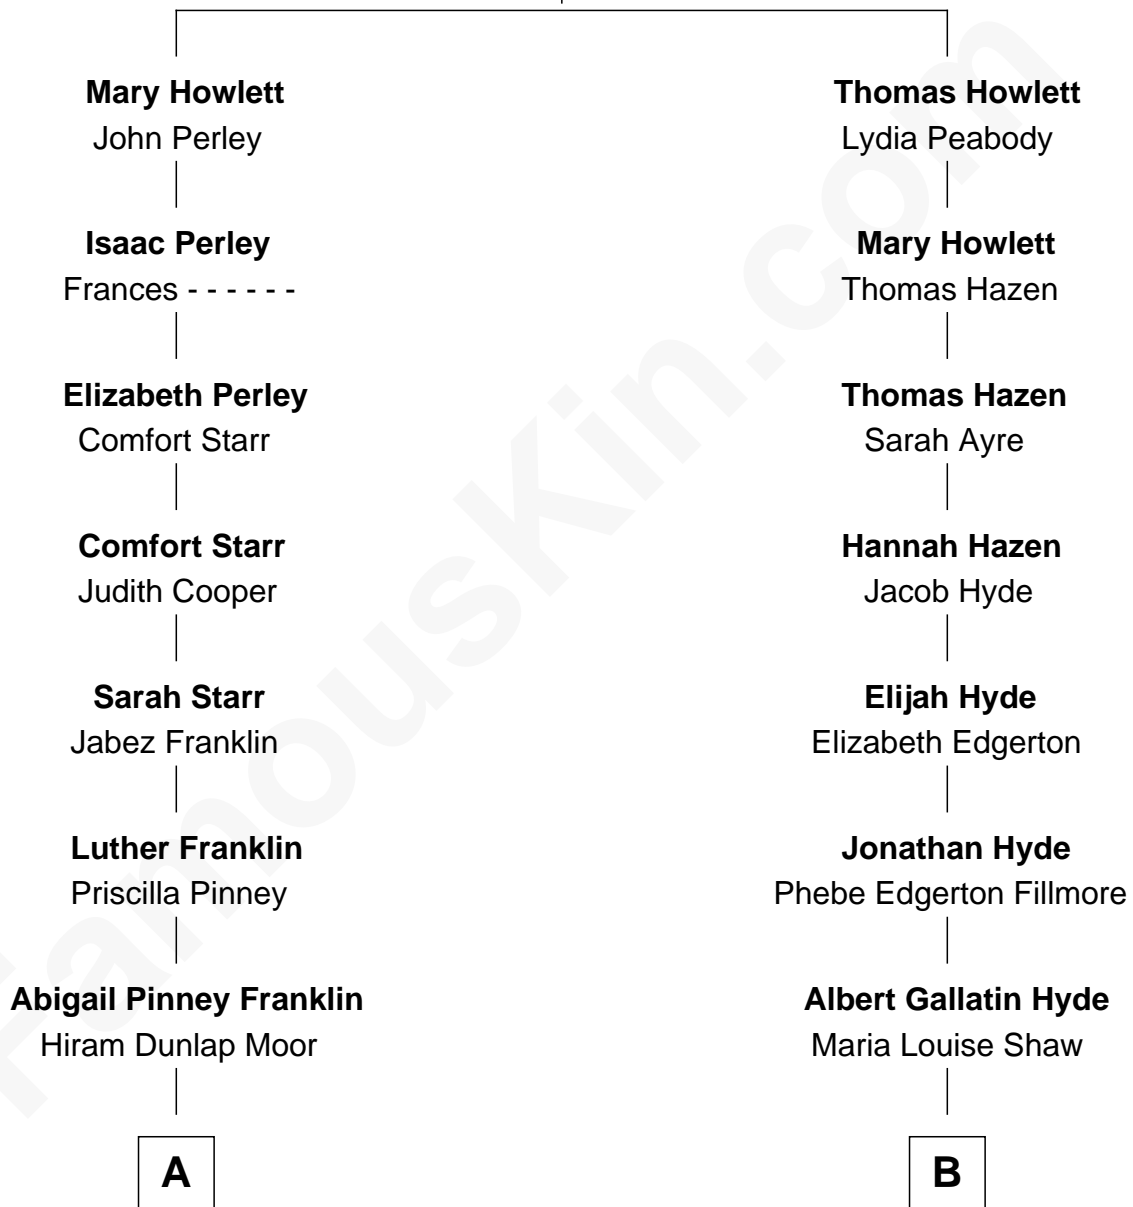 Mary Howlett
John Perley
Isaac Perley
Frances - - - - - -
Elizabeth Perley
Comfort Starr
Comfort Starr
Judith Cooper
Sarah Starr
Jabez Franklin
Luther Franklin
Priscilla Pinney
Abigail Pinney Franklin
Hiram Dunlap Moor
A
Thomas Howlett
Lydia Peabody
Mary Howlett
Thomas Hazen
Thomas Hazen
Sarah Ayre
Hannah Hazen
Jacob Hyde
Elijah Hyde
Elizabeth Edgerton
Jonathan Hyde
Phebe Edgerton Fillmore
Albert Gallatin Hyde
Maria Louise Shaw
B
FamousKin.com